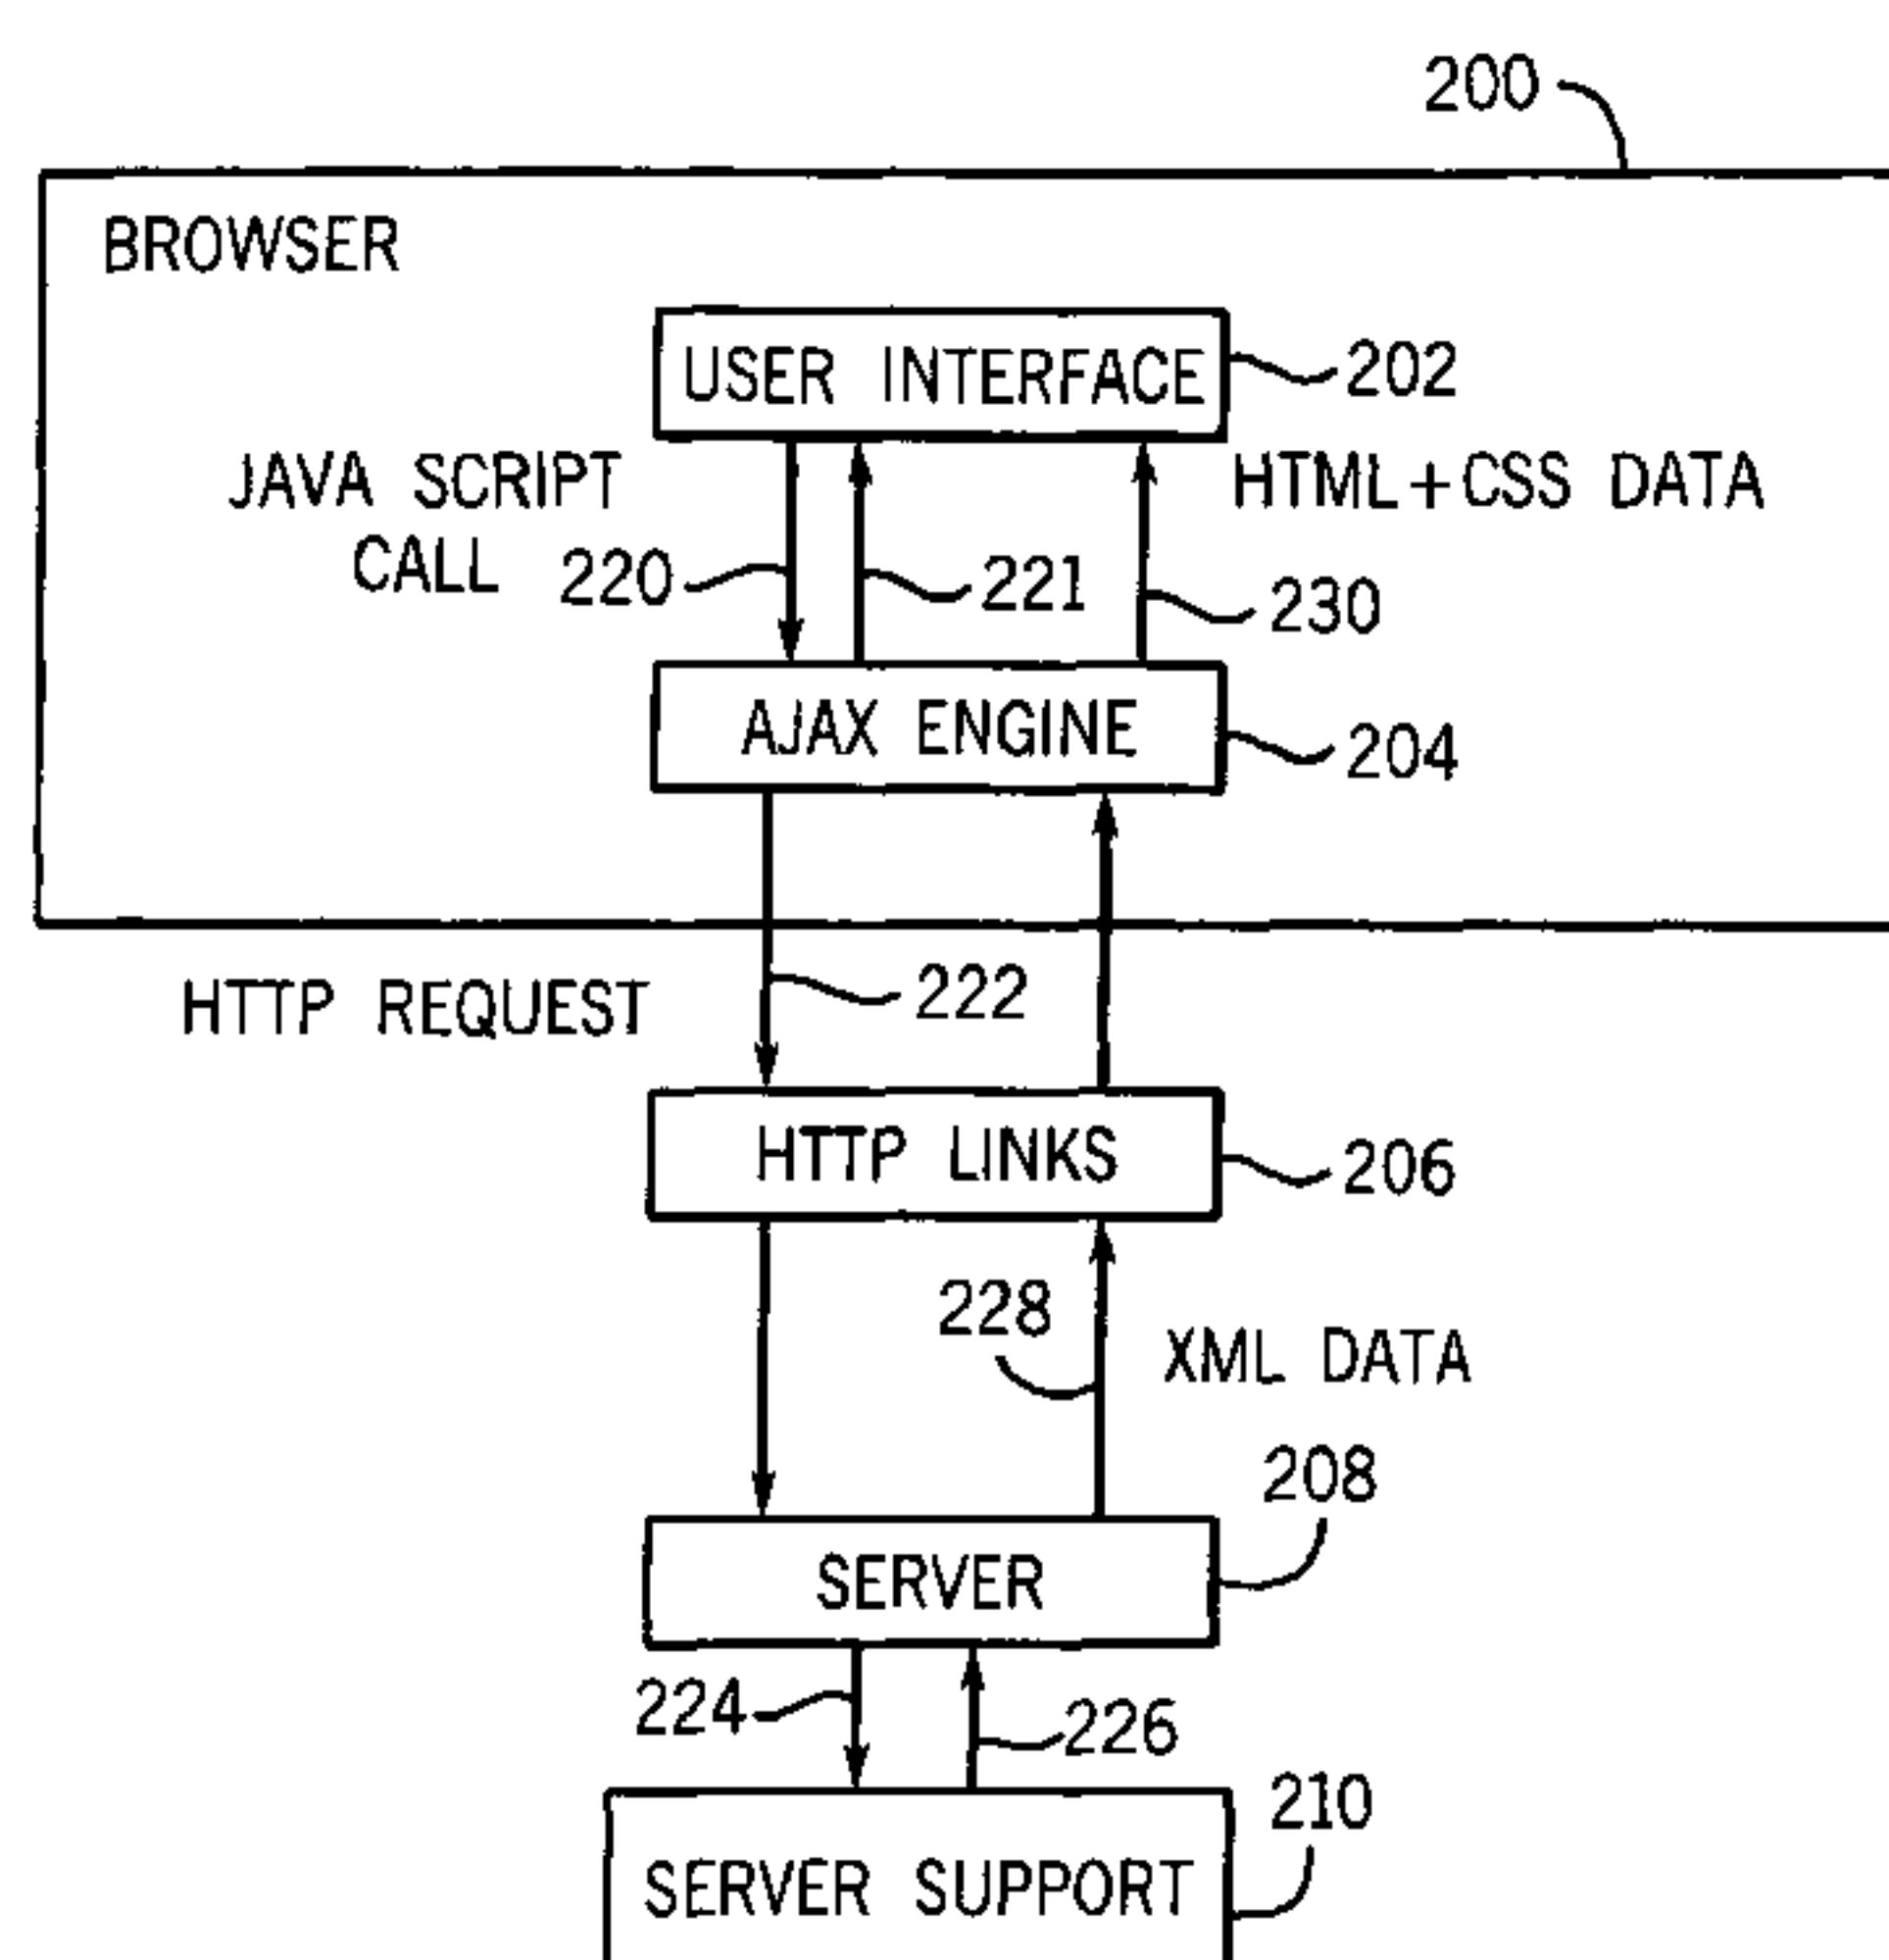 200
BROWSER
USER INTERFACE
202
JAVA SCRIPT
CALL
220
221
HTML+CSS DATA
230
AJAX ENGINE
204
HTTP REQUEST
222
HTTP LINKS
206
228
XML DATA
208
SERVER
224
226
210
SERVER SUPPORT